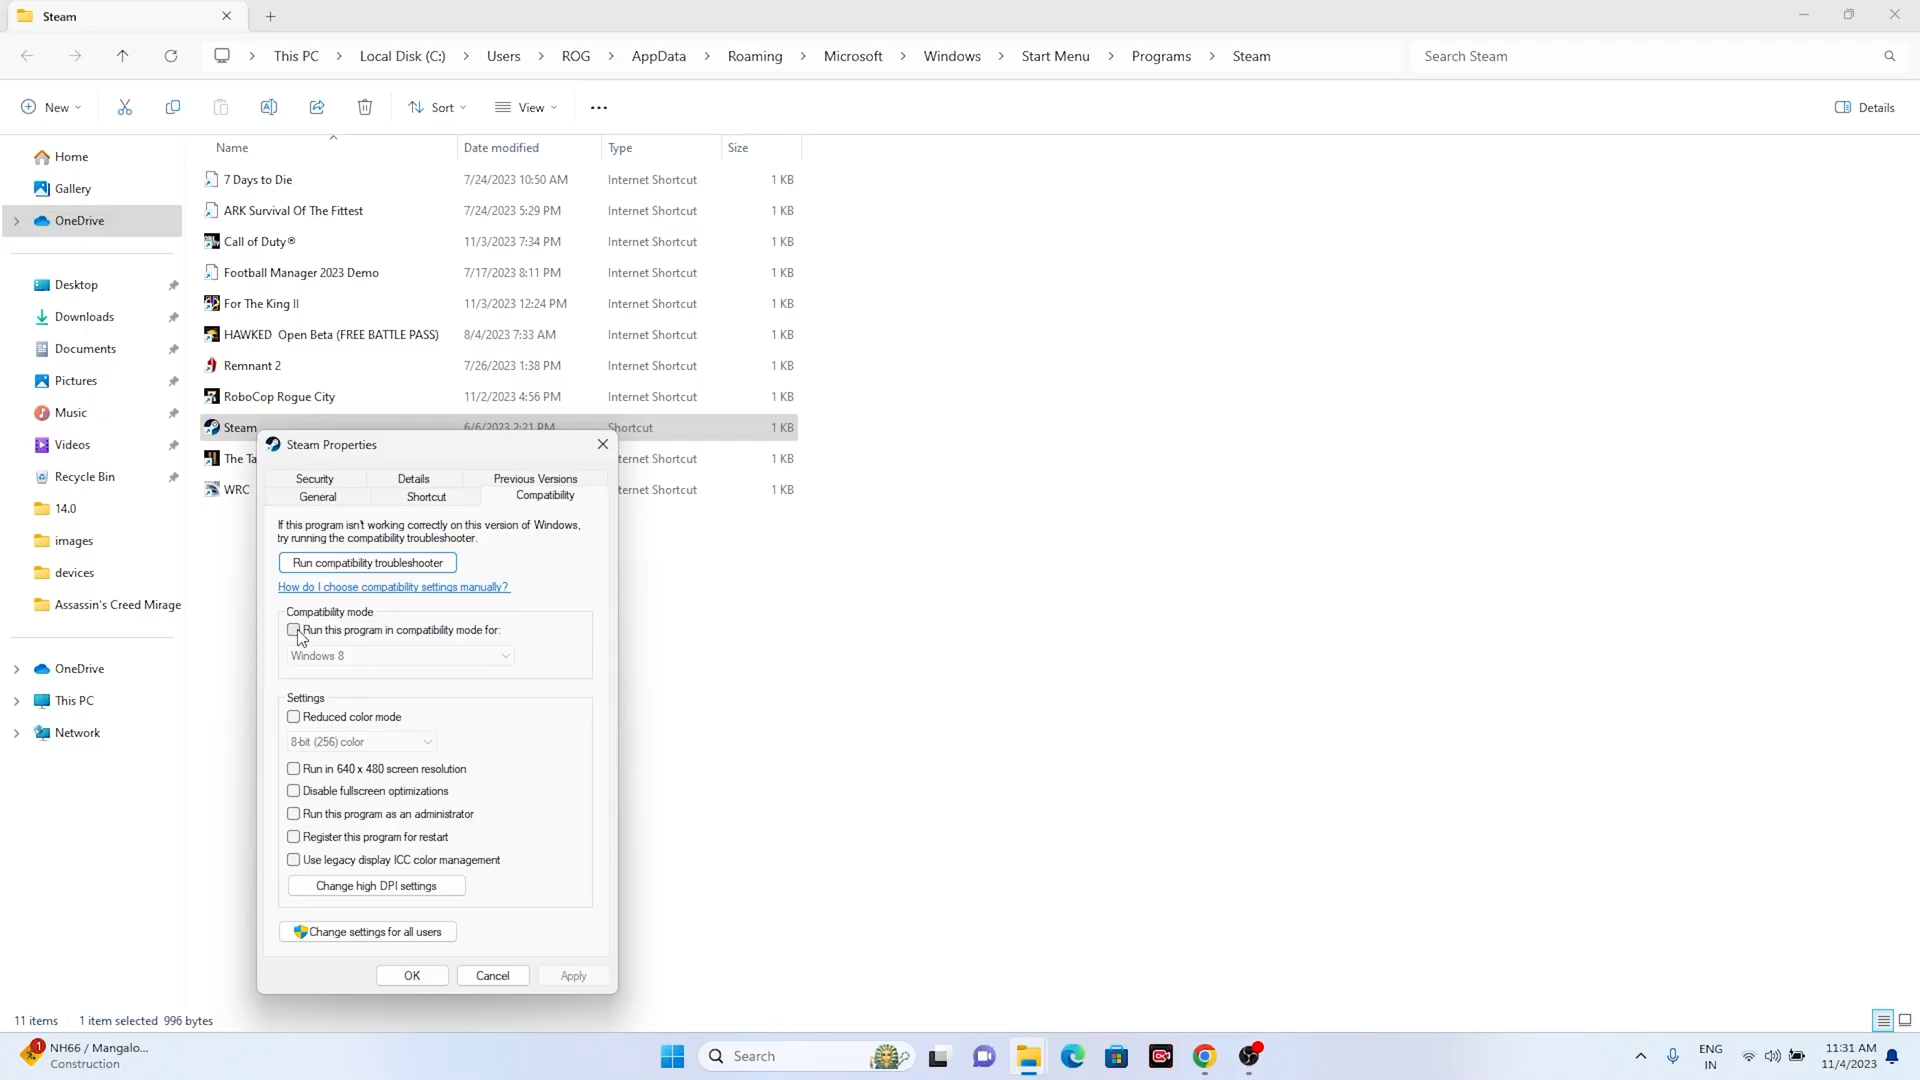 Steam
This PC > Local Disk (C:) > Users > ROG > AppData > Roaming > Microsoft > Windows > Start Menu > Programs > Steam
Search Steam
New
Sort
View
Details
Name
Date modified
Type
Size
Home
Gallery
OneDrive
Desktop
Downloads
Documents
Pictures
Music
Videos
Recycle Bin
14.0
images
devices
Assassin's Creed Mirage
OneDrive
This PC
Network
7 Days to Die 7/24/2023 10:50 AM Internet Shortcut 1 KB
ARK Survival Of The Fittest 7/24/2023 5:29 PM Internet Shortcut 1 KB
Call of Duty® 11/3/2023 7:34 PM Internet Shortcut 1 KB
Football Manager 2023 Demo 7/17/2023 8:11 PM Internet Shortcut 1 KB
For The King II 11/3/2023 12:24 PM Internet Shortcut 1 KB
HAWKED Open Beta (FREE BATTLE PASS) 8/4/2023 7:33 AM Internet Shortcut 1 KB
Remnant 2 7/26/2023 1:38 PM Internet Shortcut 1 KB
RoboCop Rogue City 11/2/2023 4:56 PM Internet Shortcut 1 KB
Steam 6/6/2023 2:21 PM Shortcut 1 KB
The Ta ternet Shortcut 1 KB
WRC ternet Shortcut 1 KB
Steam Properties
Security
Details
Previous Versions
General
Shortcut
Compatibility
If this program isn't working correctly on this version of Windows,
try running the compatibility troubleshooter.
Run compatibility troubleshooter
How do I choose compatibility settings manually?
Compatibility mode
Run this program in compatibility mode for:
Windows 8
Settings
Reduced color mode
8-bit (256) color
Run in 640 x 480 screen resolution
Disable fullscreen optimizations
Run this program as an administrator
Register this program for restart
Use legacy display ICC color management
Change high DPI settings
Change settings for all users
OK
Cancel
Apply
11 items
1 item selected 996 bytes
1
NH66 / Mangalo...
Construction
Search
ENG
IN
11:31 AM
11/4/2023